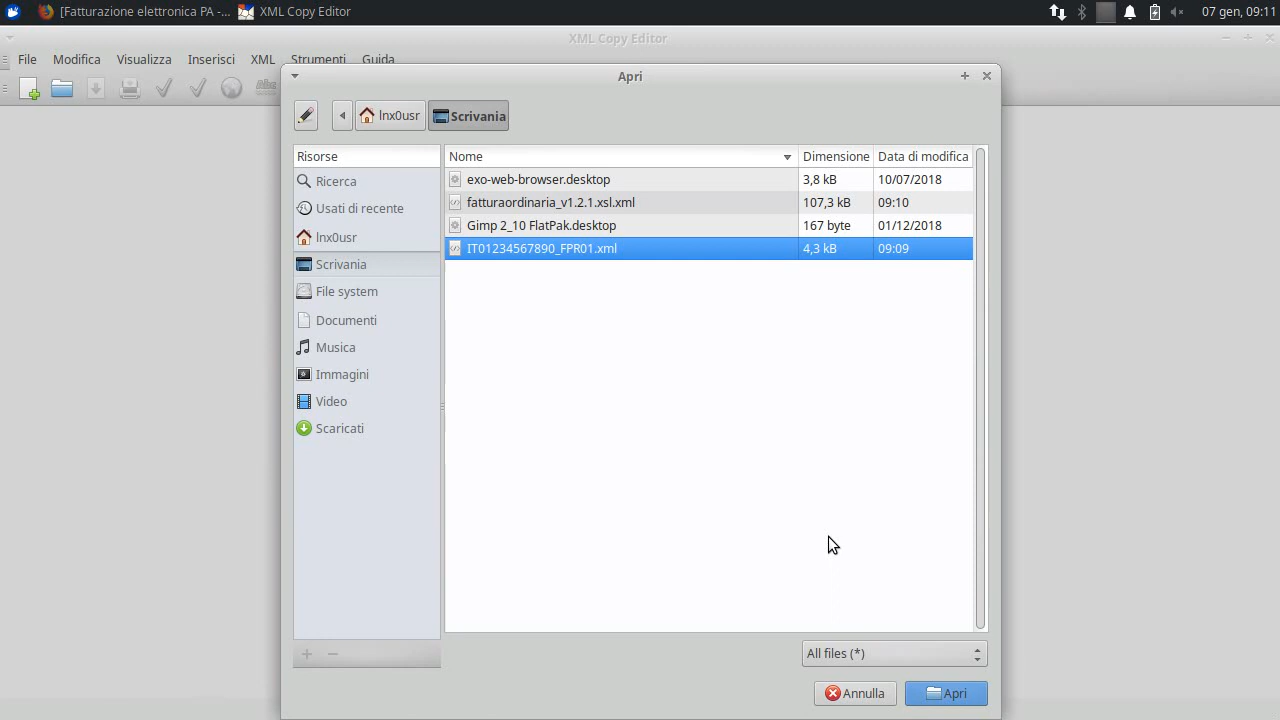 [Fatturazione elettronica PA -... XML Copy Editor 07 gen, 09:11
XML Copy Editor
File Modifica Visualizza Inserisci XML Strumenti Guida
Abc
Apri
lnx0usr Scrivania
Risorse
Ricerca
Usati di recente
lnx0usr
Scrivania
File system
Documenti
Musica
Immagini
Video
Scaricati
Nome Dimensione Data di modifica
exo-web-browser.desktop 3,8 kB 10/07/2018
fatturaordinaria_v1.2.1.xsl.xml 107,3 kB 09:10
Gimp 2_10 FlatPak.desktop 167 byte 01/12/2018
IT01234567890_FPR01.xml 4,3 kB 09:09
All files (*)
Annulla Apri